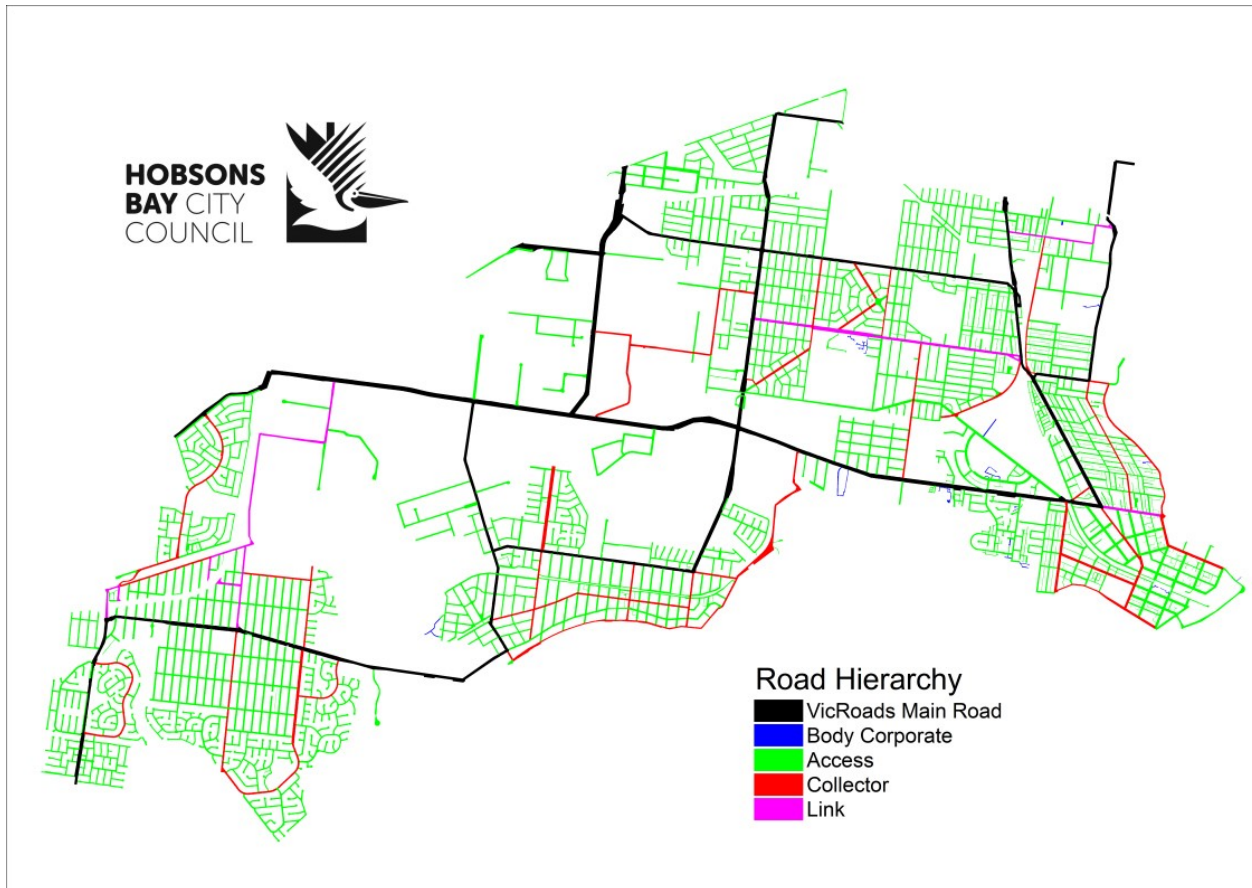 HOBSONS
BAY CITY
COUNCIL
Road Hierarchy
VicRoads Main Road
Body Corporate
Access
Collector
Link